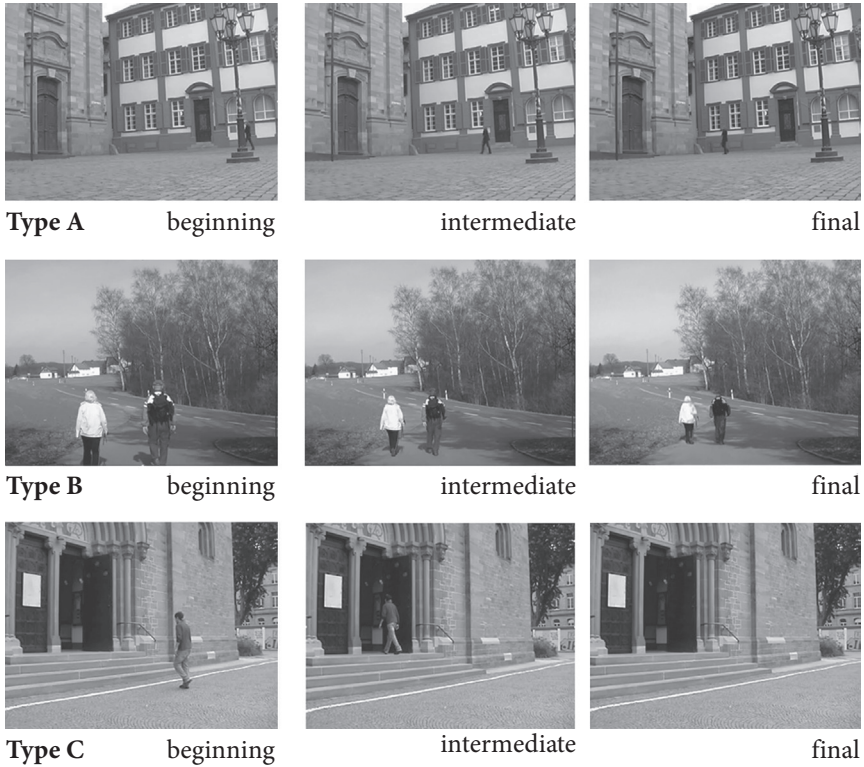 Type A beginning intermediate final
Type B beginning intermediate final
Type C beginning intermediate final